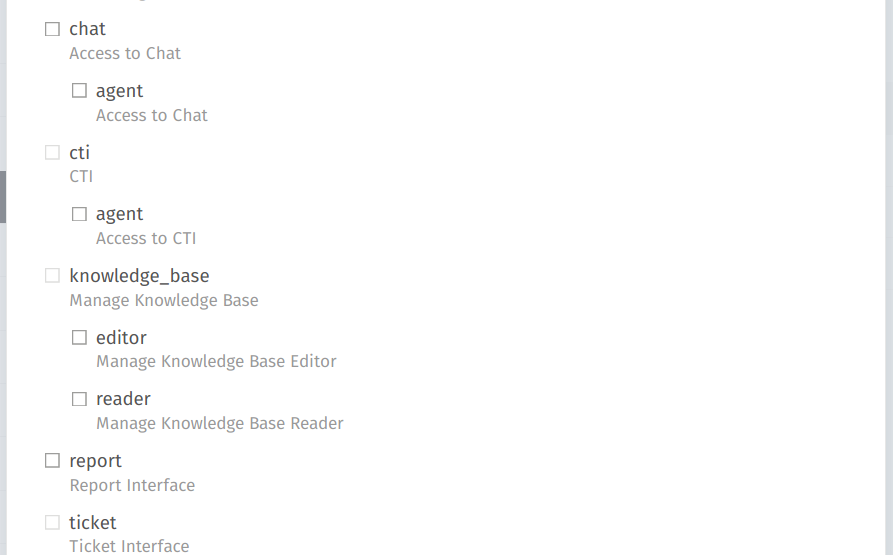 chat
Access to Chat
agent
Access to Chat
cti
CTI
agent
Access to CTI
knowledge_base
Manage Knowledge Base
editor
Manage Knowledge Base Editor
reader
Manage Knowledge Base Reader
report
Report Interface
ticket
Ticket Interface